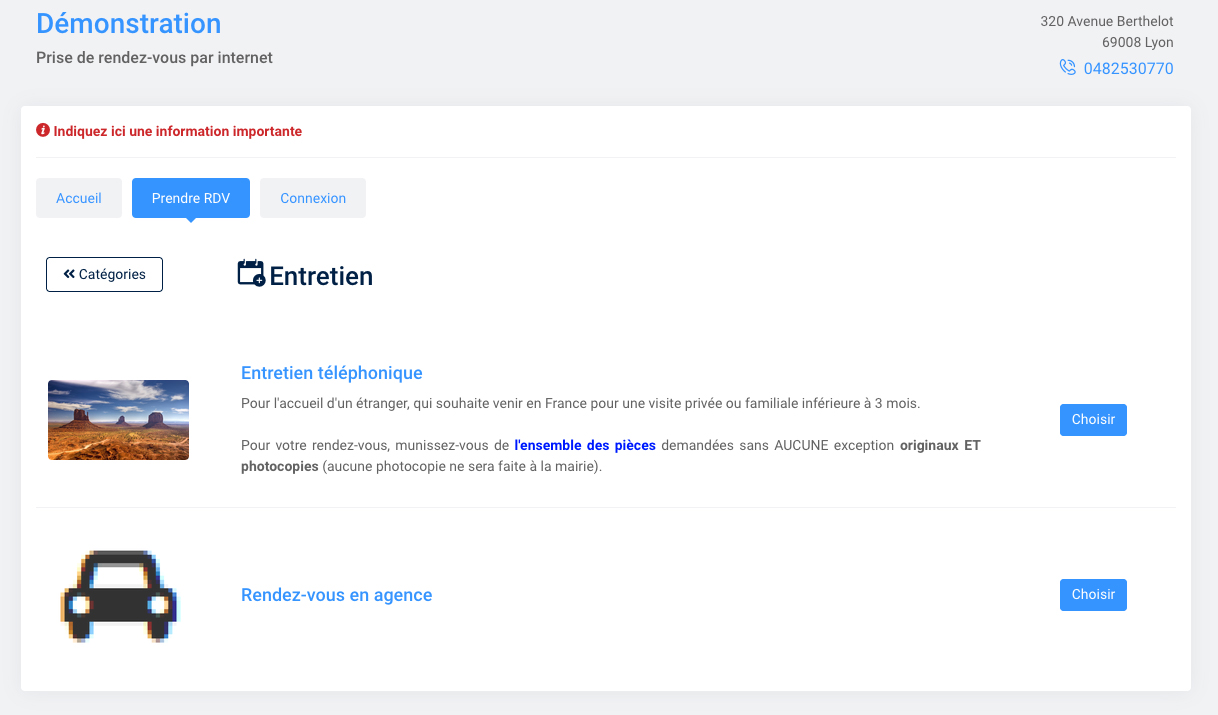 Démonstration
Prise de rendez-vous par internet
320 Avenue Berthelot
69008 Lyon
0482530770
Indiquez ici une information importante
Accueil
Prendre RDV
Connexion
Catégories
Entretien
Entretien téléphonique
Pour l'accueil d'un étranger, qui souhaite venir en France pour une visite privée ou familiale inférieure à 3 mois.
Pour votre rendez-vous, munissez-vous de l'ensemble des pièces demandées sans AUCUNE exception originaux ET
photocopies (aucune photocopie ne sera faite à la mairie).
Choisir
Rendez-vous en agence
Choisir